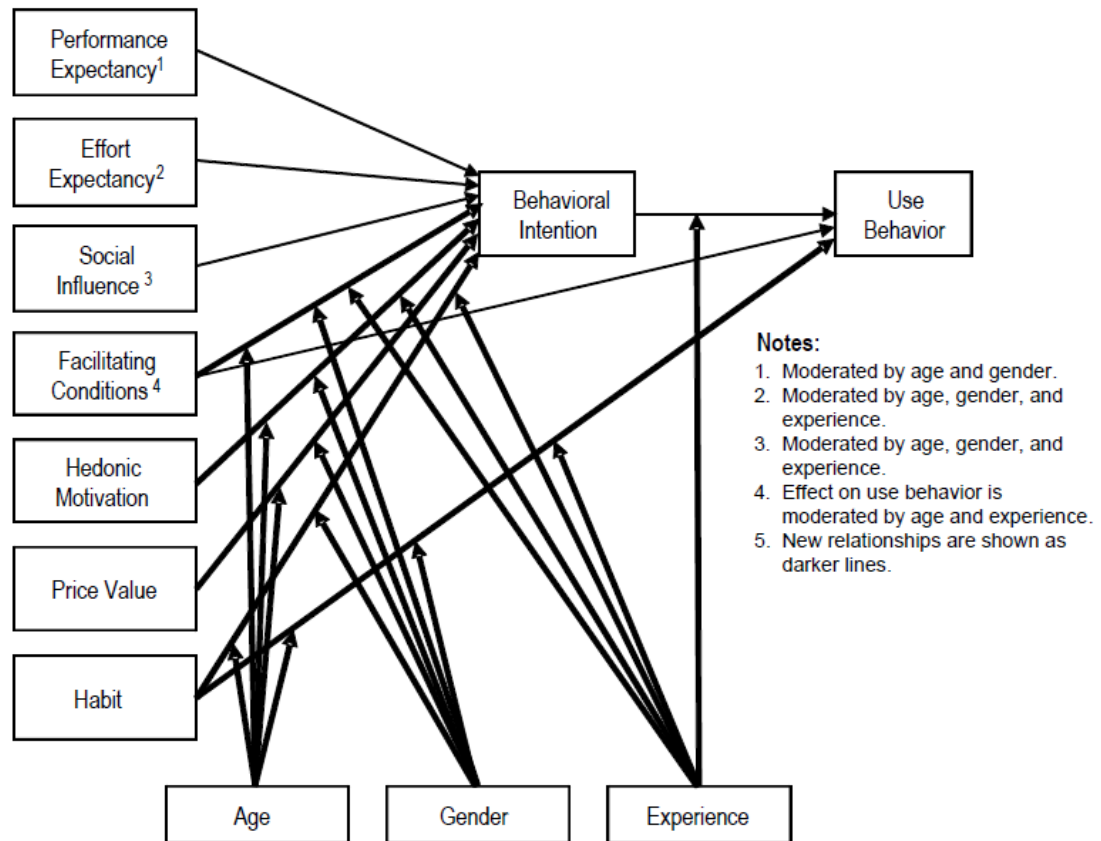 Performance
Expectancy1
Effort
Expectancy2
Social
Influence 3
Facilitating
Conditions 4
Hedonic
Motivation
Price Value
Habit
Behavioral
Intention
Use
Behavior
Notes:
1. Moderated by age and gender.
2. Moderated by age, gender, and
experience.
3. Moderated by age, gender, and
experience.
4. Effect on use behavior is
moderated by age and experience.
5. New relationships are shown as
darker lines.
Age
Gender
Experience